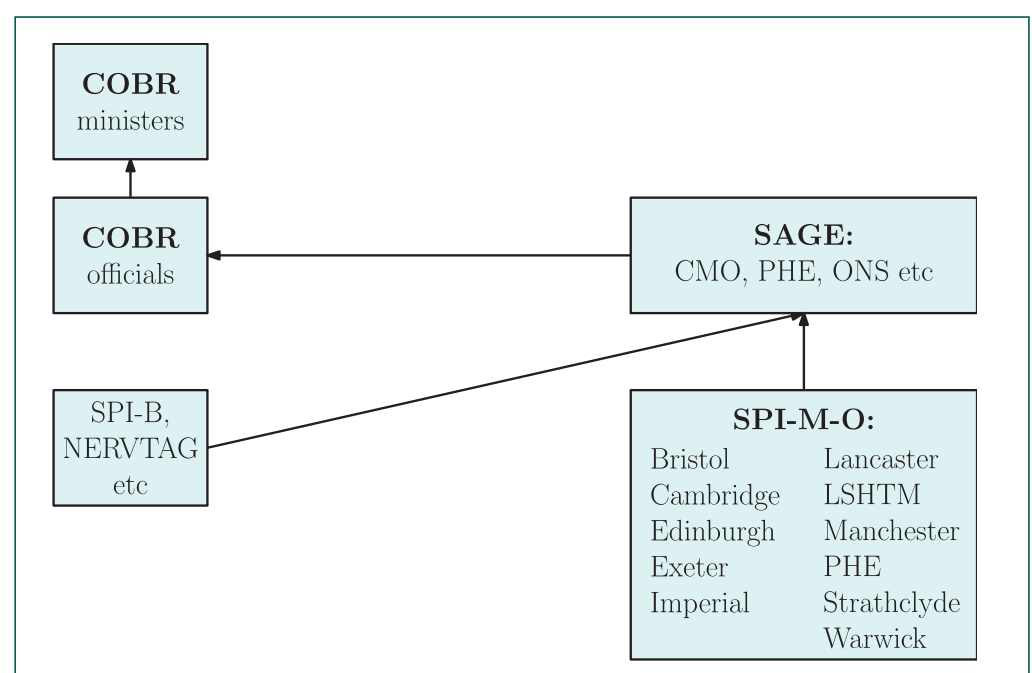 COBR
ministers
COBR
officials
SAGE:
CMO, PHE, ONS etc
SPI-B,
NERVTAG
etc
SPI-M-O:
Bristol
Cambridge
Edinburgh
Exeter
Imperial
Lancaster
LSHTM
Manchester
PHE
Strathclyde
Warwick